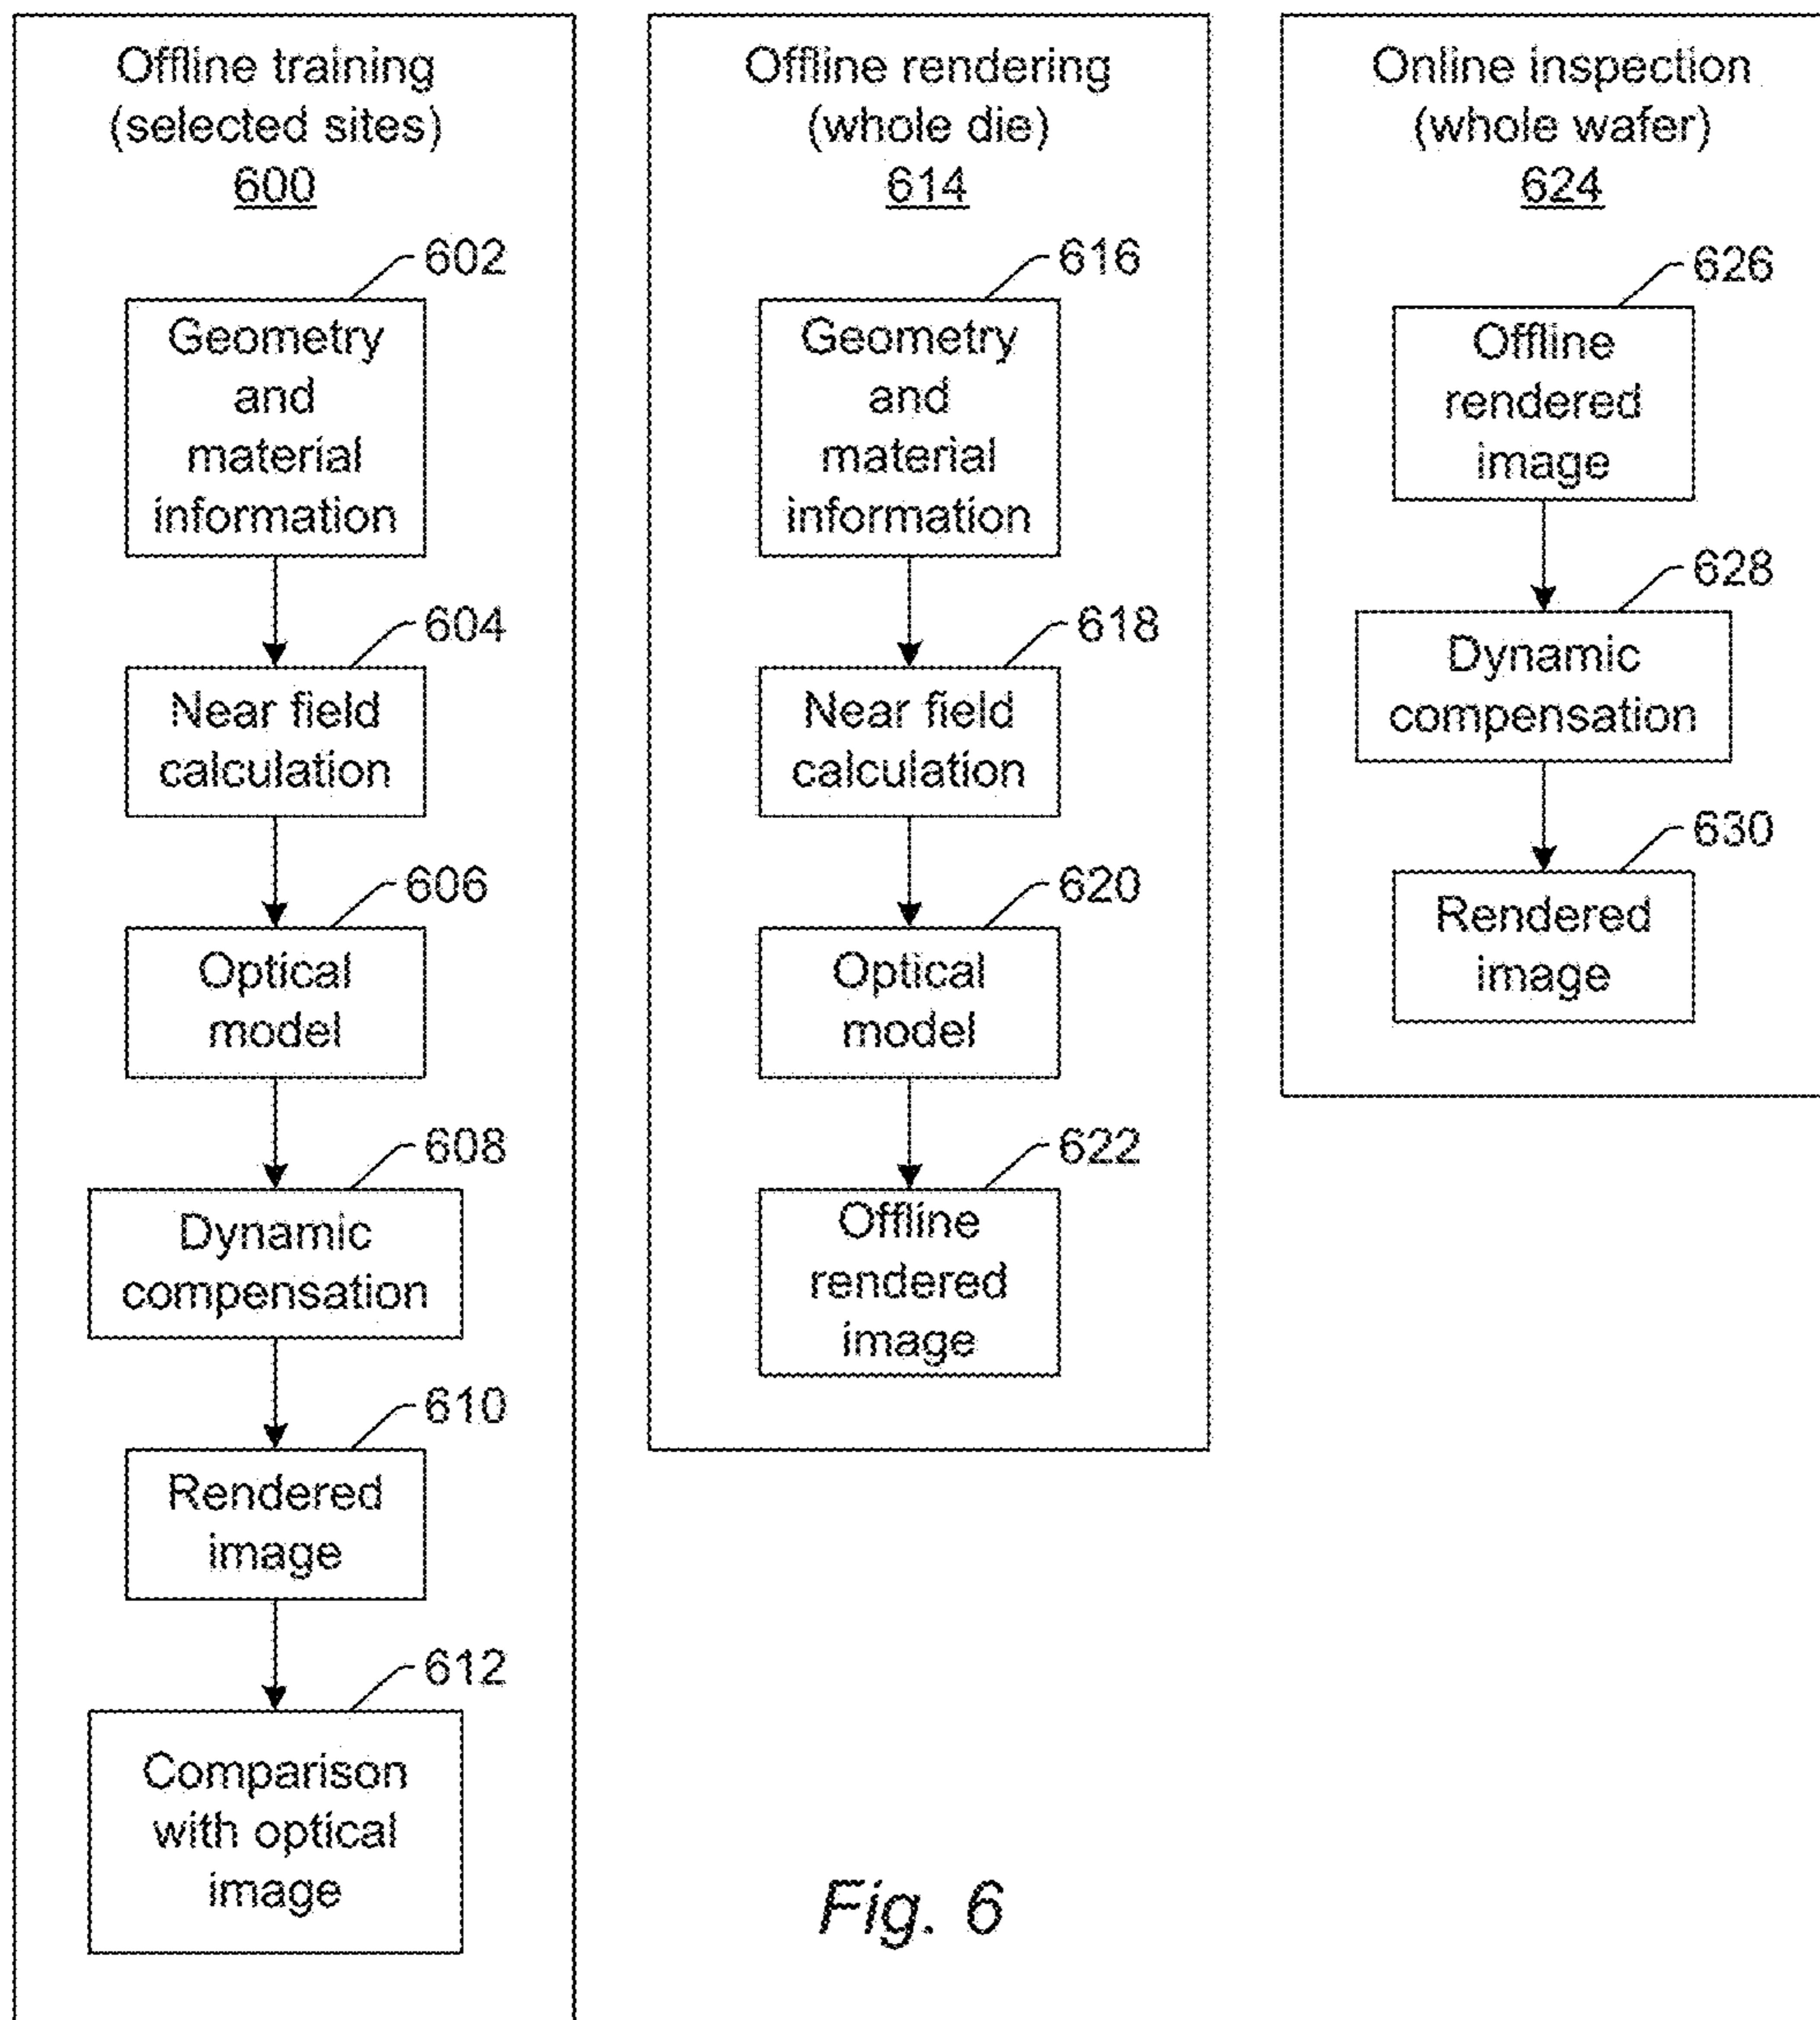 Offline training
(selected sites)
600
602
Geometry
and
material
information
604
Near field
calculation
606
Optical
model
608
Dynamic
compensation
610
Rendered
image
612
Comparison
with optical
image
Offline rendering
(whole die)
614
616
Geometry
and
material
information
618
Near field
calculation
620
Optical
model
622
Offline
rendered
image
Online inspection
(whole wafer)
624
626
Offline
rendered
image
628
Dynamic
compensation
630
Rendered
image
Fig. 6